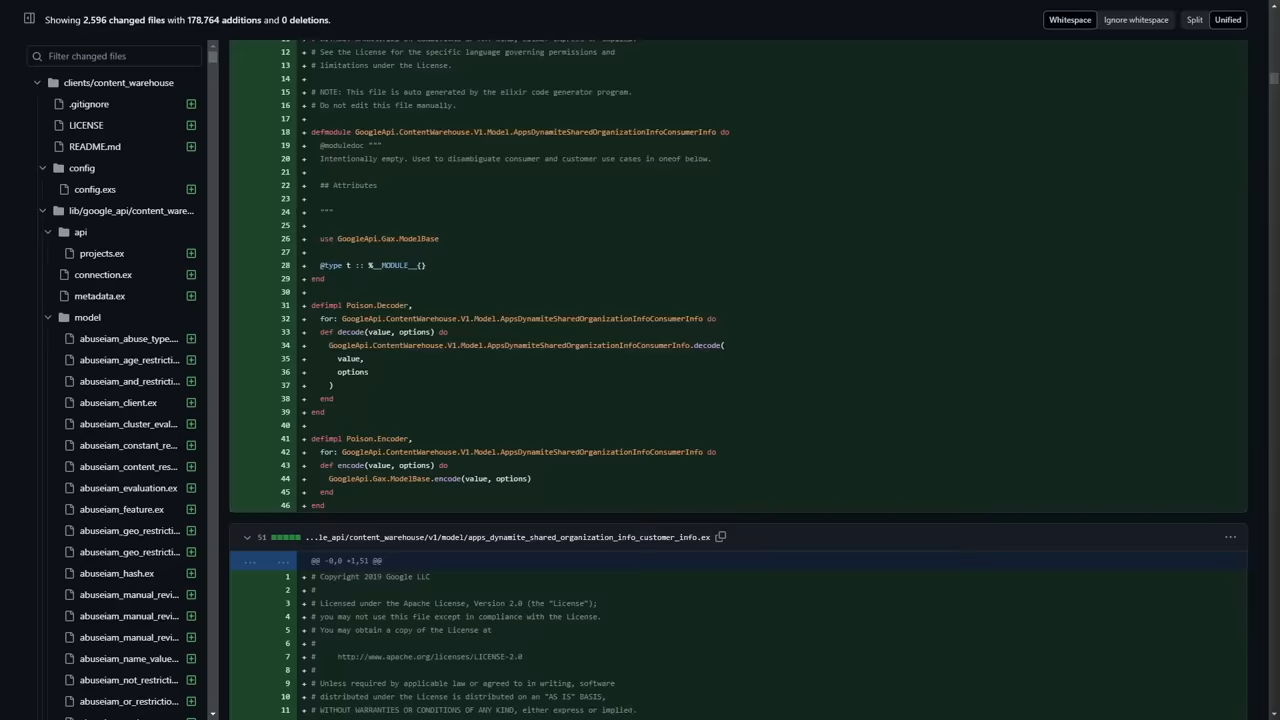 Showing 2,596 changed files with 178,764 additions and 0 deletions.
Whitespace
Ignore whitespace
Split
Unified
Filter changed files
clients/content_warehouse
.gitignore
LICENSE
README.md
config
config.exs
lib/google_api/content_ware...
api
projects.ex
connection.ex
metadata.ex
model
abuseiam_abuse_type....
abuseiam_age_restricti...
abuseiam_and_restricti...
abuseiam_client.ex
abuseiam_cluster_eval...
abuseiam_constant_re...
abuseiam_content_res...
abuseiam_evaluation.ex
abuseiam_feature.ex
abuseiam_geo_restricti...
abuseiam_geo_restricti...
abuseiam_hash.ex
abuseiam_manual_revi...
abuseiam_manual_revi...
abuseiam_manual_revi...
abuseiam_name_value...
abuseiam_not_restricti...
abuseiam_or_restrictio...
12 + # See the License for the specific language governing permissions and
13 + # limitations under the License.
14 +
15 + # NOTE: This file is auto generated by the elixir code generator program.
16 + # Do not edit this file manually.
17 +
18 + defmodule GoogleApi.ContentWarehouse.V1.Model.AppsDynamiteSharedOrganizationInfoConsumerInfo do
19 + @moduledoc """
20 + Intentionally empty. Used to disambiguate consumer and customer use cases in oneof below.
21 +
22 + ## Attributes
23 +
24 + """
25 +
26 + use GoogleApi.Gax.ModelBase
27 +
28 + @type t :: %__MODULE__{}
29 + end
30 +
31 + defimpl Poison.Decoder,
32 + for: GoogleApi.ContentWarehouse.V1.Model.AppsDynamiteSharedOrganizationInfoConsumerInfo do
33 + def decode(value, options) do
34 + GoogleApi.ContentWarehouse.V1.Model.AppsDynamiteSharedOrganizationInfoConsumerInfo.decode(
35 + value,
36 + options
37 + )
38 + end
39 + end
40 +
41 + defimpl Poison.Encoder,
42 + for: GoogleApi.ContentWarehouse.V1.Model.AppsDynamiteSharedOrganizationInfoConsumerInfo do
43 + def encode(value, options) do
44 + GoogleApi.Gax.ModelBase.encode(value, options)
45 + end
46 + end
51 ...le_api/content_warehouse/v1/model/apps_dynamite_shared_organization_info_customer_info.ex
... ... @@ -0,0 +1,51 @@
1 + # Copyright 2019 Google LLC
2 + #
3 + # Licensed under the Apache License, Version 2.0 (the "License");
4 + # you may not use this file except in compliance with the License.
5 + # You may obtain a copy of the License at
6 + #
7 + # http://www.apache.org/licenses/LICENSE-2.0
8 + #
9 + # Unless required by applicable law or agreed to in writing, software
10 + # distributed under the License is distributed on an "AS IS" BASIS,
11 + # WITHOUT WARRANTIES OR CONDITIONS OF ANY KIND, either express or implied.